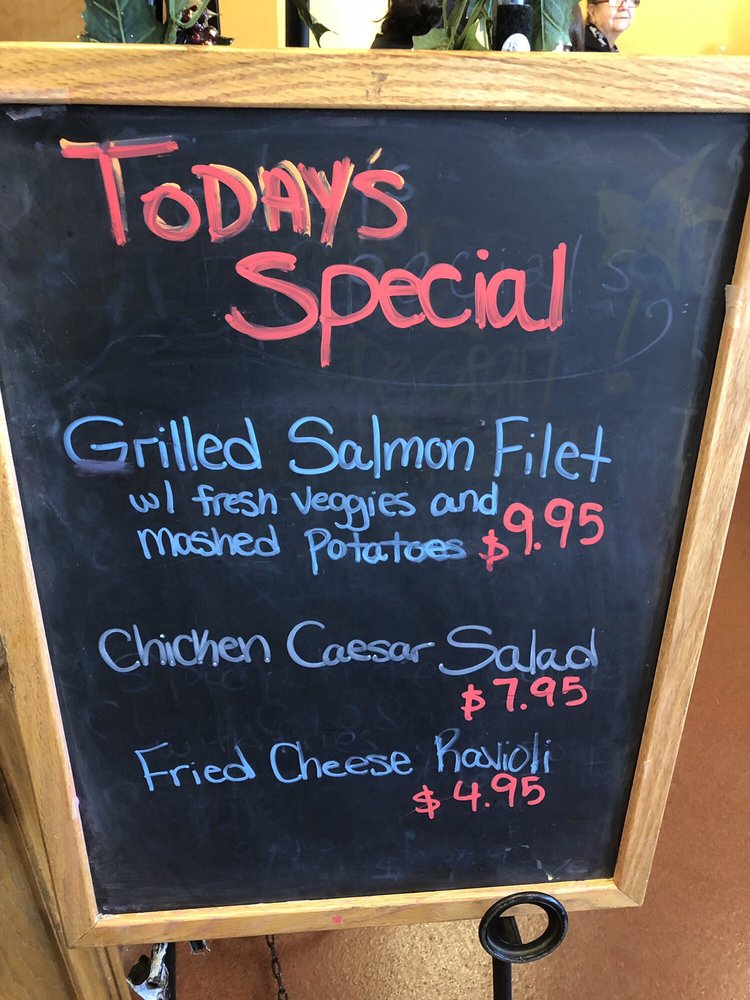 TODAY'S
Special
Grilled Salmon Filet
w/ fresh veggies and
mashed potatoes $9.95
Chicken Caesar Salad
$7.95
Fried Cheese Ravioli
$4.95